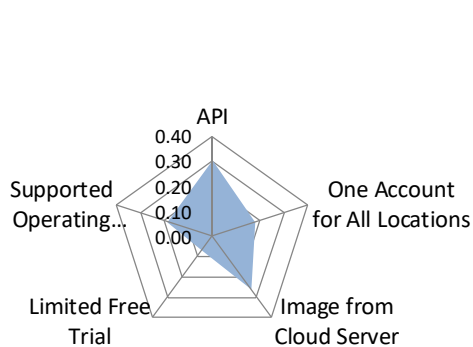 API
0.40
0.30
0.20
0.10
0.00
Supported
Operating...
One Account
for All Locations
Limited Free
Trial
Image from
Cloud Server